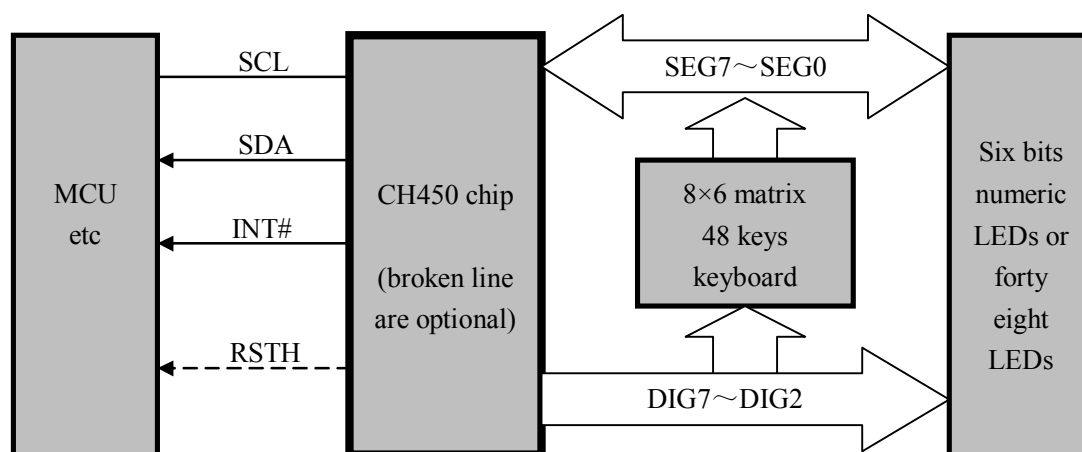 MCU
etc
SCL
SDA
INT#
RSTH
CH450 chip
(broken line
are optional)
SEG7～SEG0
8×6 matrix
48 keys
keyboard
DIG7～DIG2
Six bits
numeric
LEDs or
forty
eight
LEDs